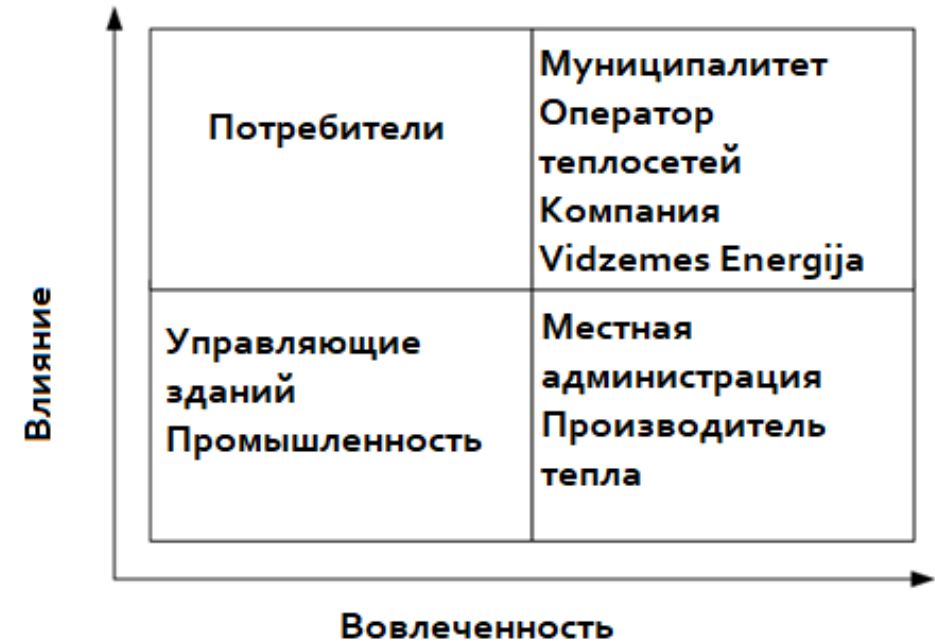 Потребители
Муниципалитет
Оператор
теплосетей
Компания
Vidzemes Energija
Управляющие
зданий
Промышленность
Местная
администрация
Производитель
тепла
Влияние
Вовлеченность